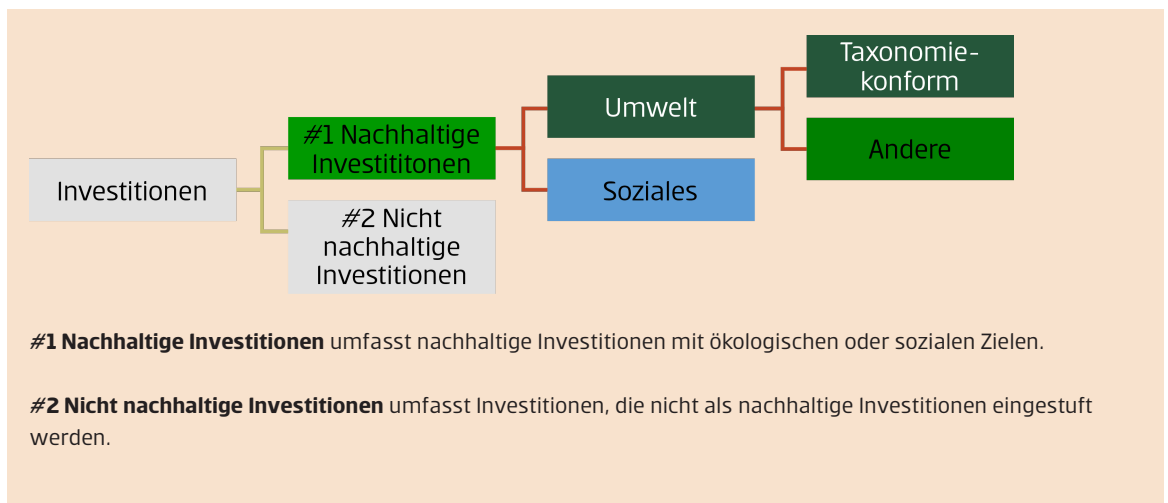 Investitionen
#1 Nachhaltige
Investititonen
#2 Nicht
nachhaltige
Investitionen
Umwelt
Soziales
Taxonomie-
konform
Andere
#1 Nachhaltige Investitionen umfasst nachhaltige Investitionen mit ökologischen oder sozialen Zielen.
#2 Nicht nachhaltige Investitionen umfasst Investitionen, die nicht als nachhaltige Investitionen eingestuft
werden.